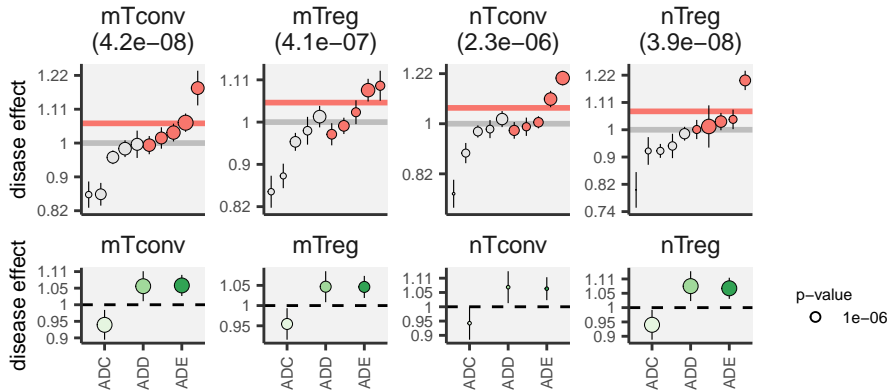 mTconv
(4.2e−08)
mTreg
(4.1e−07)
nTconv
(2.3e−06)
nTreg
(3.9e−08)
disase effect
1.22
1.11
1
0.9
0.82
1.11
1
0.9
0.82
1.22
1
0.82
1.22
1.11
1
0.9
0.82
0.74
mTconv
mTreg
nTconv
nTreg
disease effect
1.11
1.05
1
0.95
0.9
1.05
1
0.95
1.11
1.05
1
0.95
0.9
1.11
1.05
1
0.95
0.9
ADC
ADD
ADE
ADC
ADD
ADE
ADC
ADD
ADE
ADC
ADD
ADE
p−value
1e−06